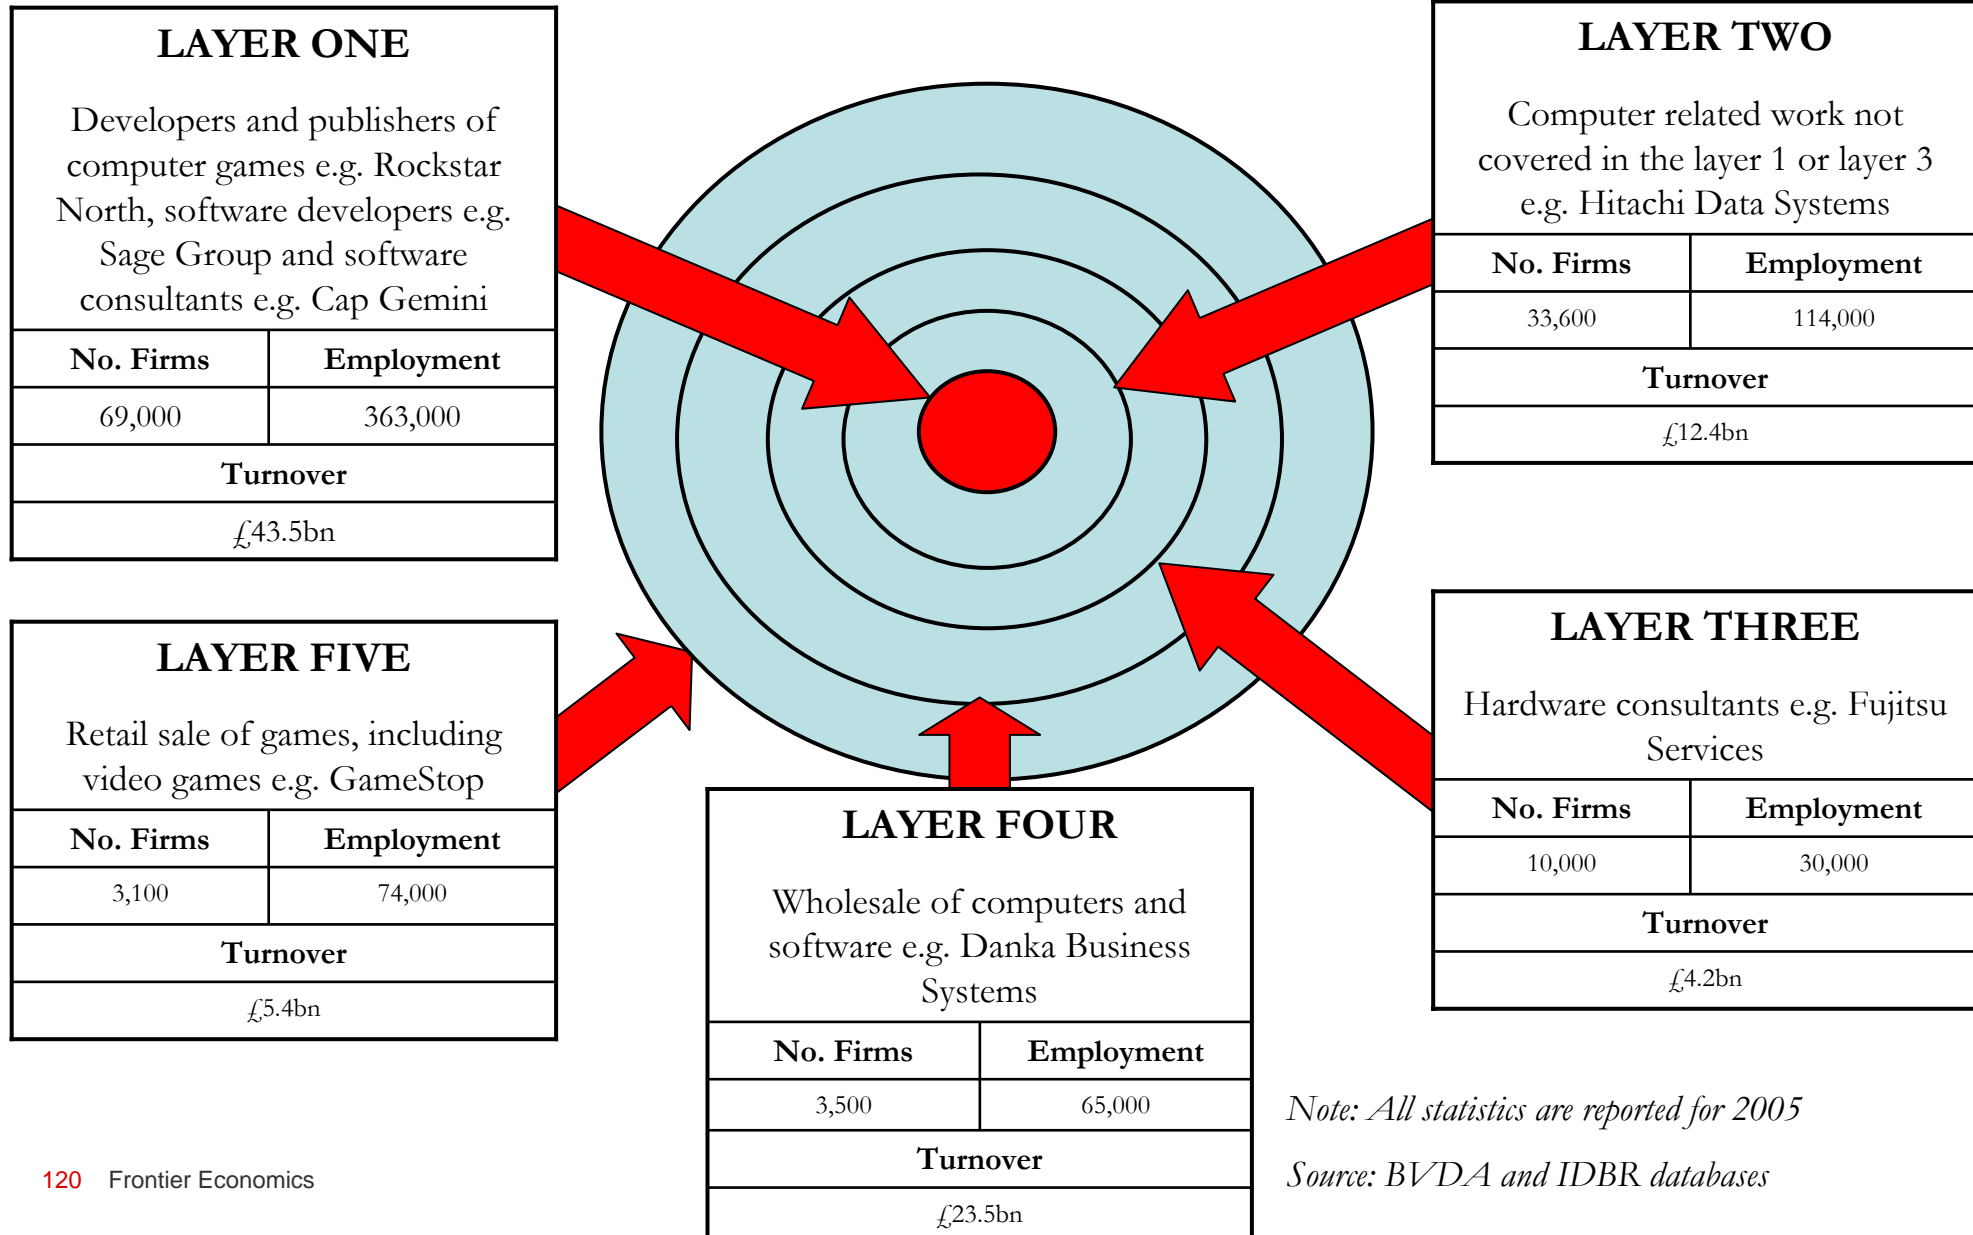 LAYER ONE
Developers and publishers of
computer games e.g. Rockstar
North, software developers e.g.
Sage Group and software
consultants e.g. Cap Gemini
No. Firms Employment
69,000 363,000
Turnover
£43.5bn
LAYER TWO
Computer related work not
covered in the layer 1 or layer 3
e.g. Hitachi Data Systems
No. Firms Employment
33,600 114,000
Turnover
£12.4bn
LAYER THREE
Hardware consultants e.g. Fujitsu
Services
No. Firms Employment
10,000 30,000
Turnover
£4.2bn
LAYER FOUR
Wholesale of computers and
software e.g. Danka Business
Systems
No. Firms Employment
3,500 65,000
Turnover
£23.5bn
LAYER FIVE
Retail sale of games, including
video games e.g. GameStop
No. Firms Employment
3,100 74,000
Turnover
£5.4bn
Note: All statistics are reported for 2005
Source: BVDA and IDBR databases
120 Frontier Economics